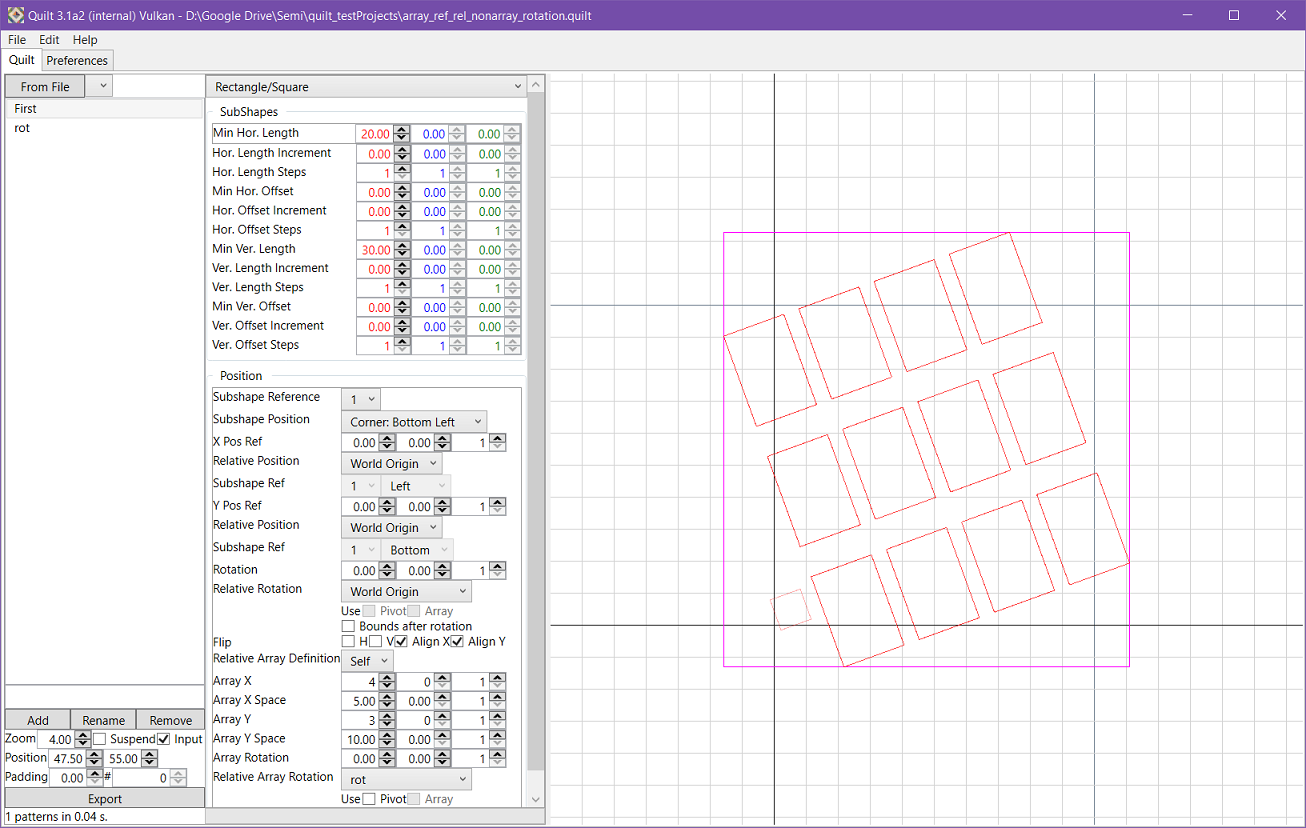 Quilt 3.1a2 (internal) Vulkan - D:\Google Drive\Semi\quilt_testProjects\array_ref_rel_nonarray_rotation.quilt
File Edit Help
Quilt Preferences
From File
First
rot
Rectangle/Square
SubShapes
Min Hor. Length 20.00 0.00 0.00
Hor. Length Increment 0.00 0.00 0.00
Hor. Length Steps 1 1 1
Min Hor. Offset 0.00 0.00 0.00
Hor. Offset Increment 0.00 0.00 0.00
Hor. Offset Steps 1 1 1
Min Ver. Length 30.00 0.00 0.00
Ver. Length Increment 0.00 0.00 0.00
Ver. Length Steps 1 1 1
Min Ver. Offset 0.00 0.00 0.00
Ver. Offset Increment 0.00 0.00 0.00
Ver. Offset Steps 1 1 1
Position
Subshape Reference 1
Subshape Position Corner: Bottom Left
X Pos Ref 0.00 0.00 1
Relative Position World Origin
Subshape Ref 1 Left
Y Pos Ref 0.00 0.00 1
Relative Position World Origin
Subshape Ref 1 Bottom
Rotation 0.00 0.00 1
Relative Rotation World Origin
Use Pivot Array
Bounds after rotation
Flip H V Align X Align Y
Relative Array Definition Self
Array X 4 0 1
Array X Space 5.00 0.00 1
Array Y 3 0 1
Array Y Space 10.00 0.00 1
Array Rotation 0.00 0.00 1
Relative Array Rotation rot
Use Pivot Array
Add Rename Remove
Zoom 4.00 Suspend Input
Position 47.50 55.00
Padding 0.00 # 0
Export
1 patterns in 0.04 s.